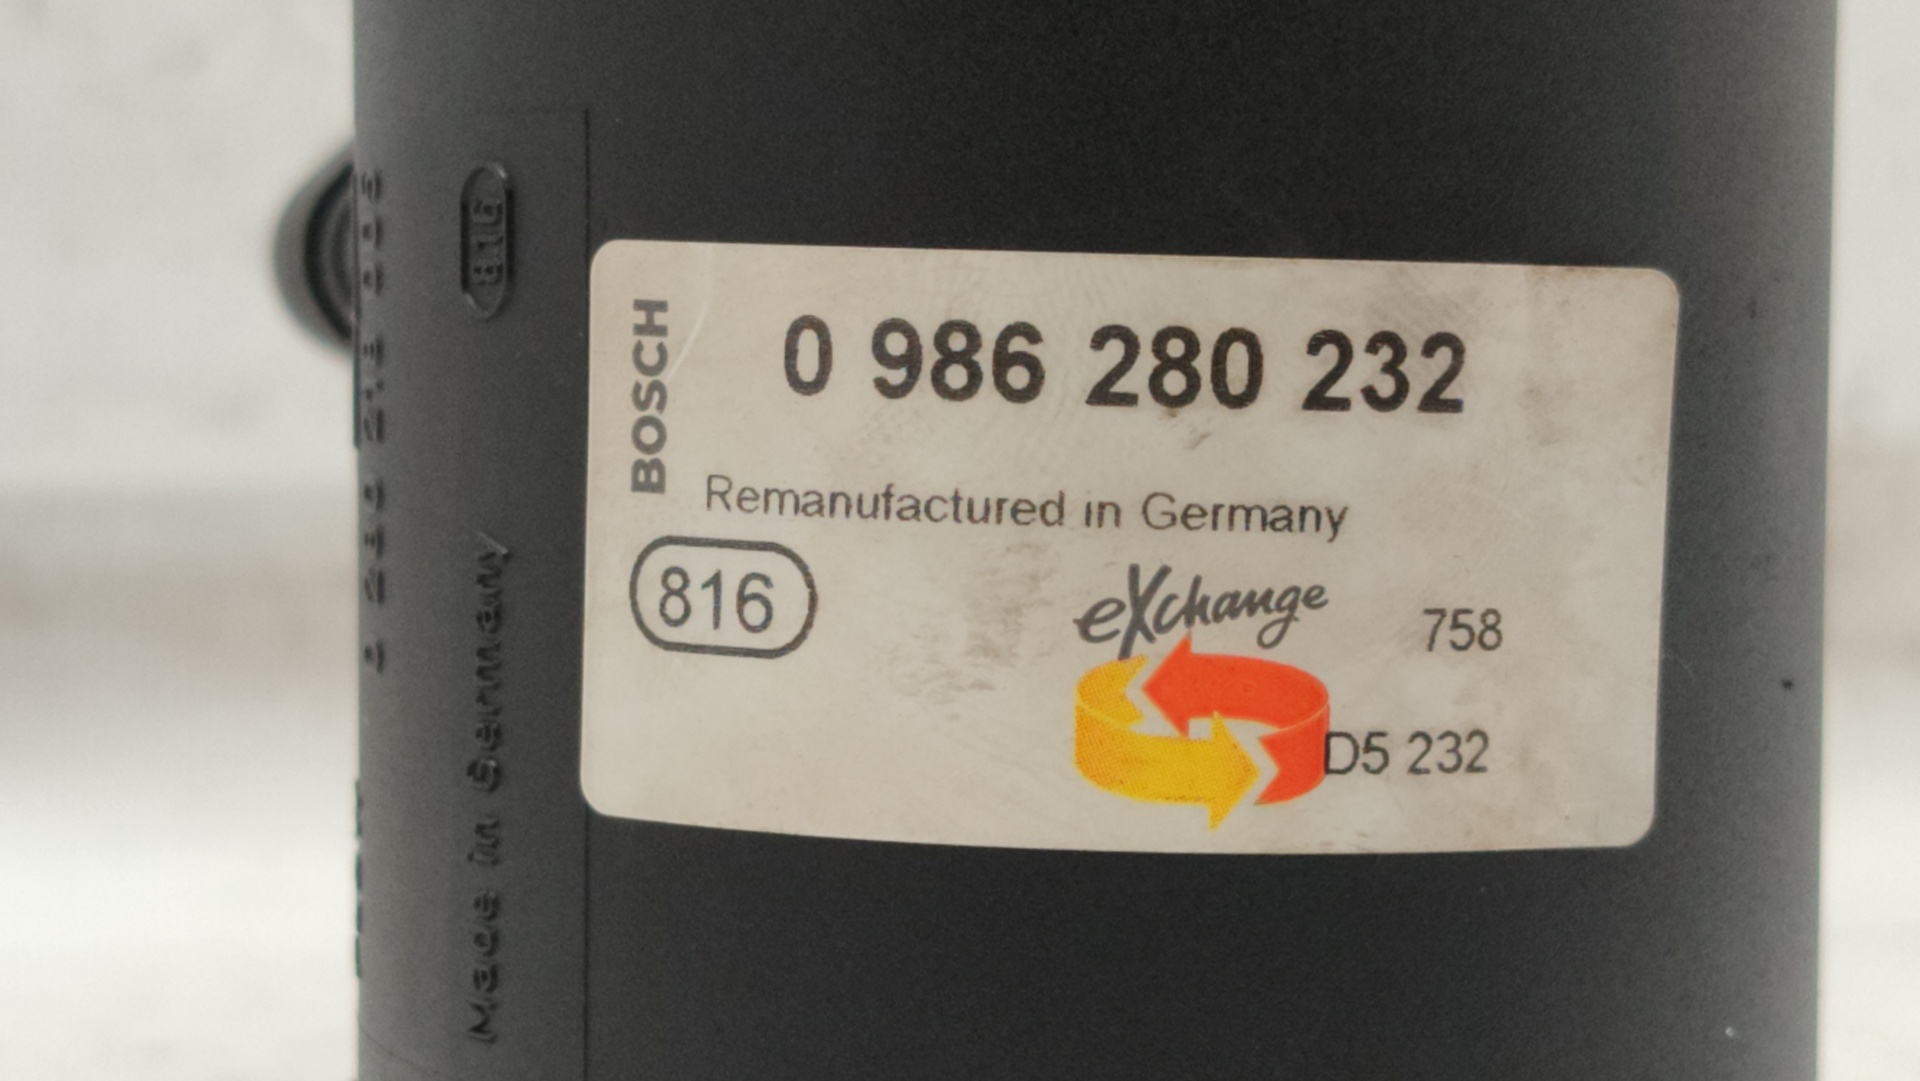 BOSCH
0 986 280 232
Remanufactured in Germany
816
eXchange
758
D5 232
816
Made in Germany